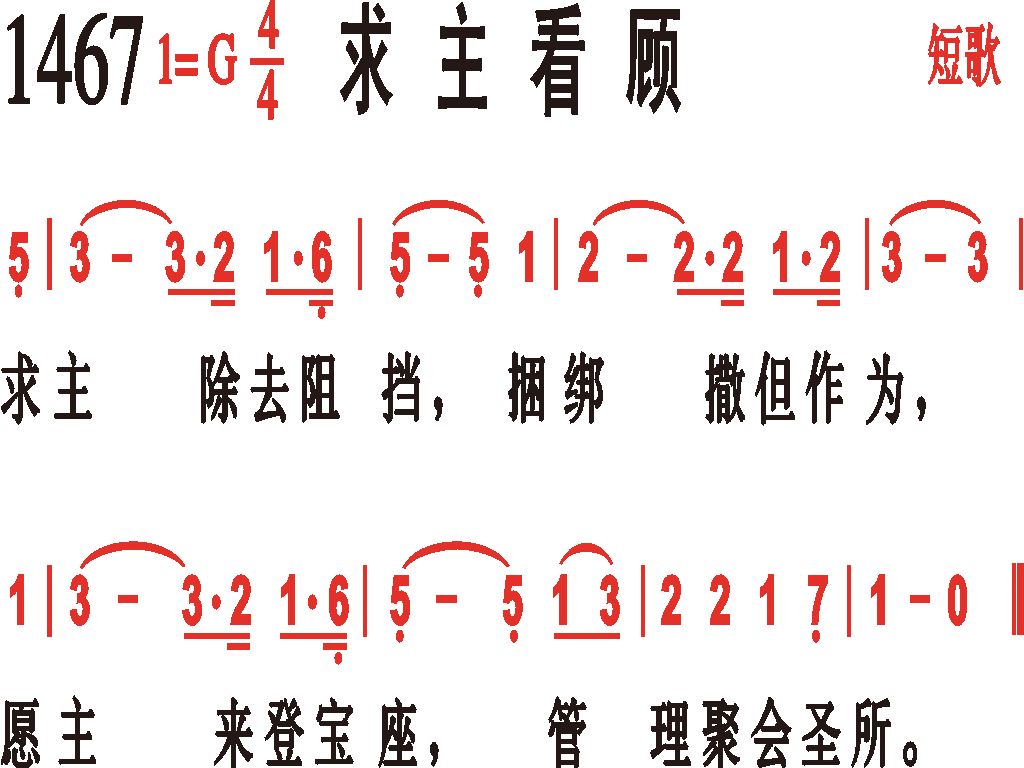 1467 1=G 4/4 求主看顾 短歌
5 | 3 - 3·2 1·6 | 5 - 5 1 | 2 - 2·2 1·2 | 3 - 3 |
求主 除去阻挡，捆绑 撒但作为，
1 | 3 - 3·2 1·6 | 5 - 5 1 3 | 2 2 1 7 | 1 - 0 ‖
愿主 来登宝座， 管 理聚会圣所。